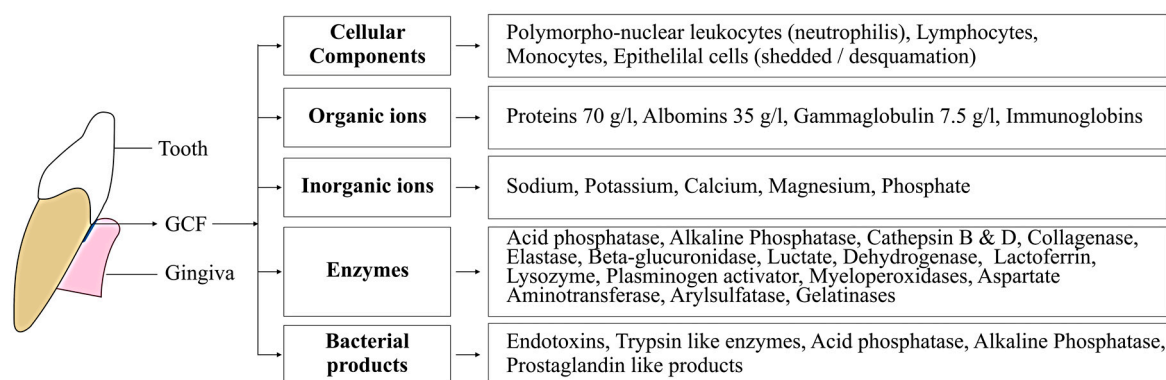 Tooth
GCF
Gingiva
Cellular
Components
Polymorpho-nuclear leukocytes (neutrophilis), Lymphocytes,
Monocytes, Epithelilal cells (shedded / desquamation)
Organic ions
Proteins 70 g/l, Albomins 35 g/l, Gammaglobulin 7.5 g/l, Immunoglobins
Inorganic ions
Sodium, Potassium, Calcium, Magnesium, Phosphate
Enzymes
Acid phosphatase, Alkaline Phosphatase, Cathepsin B & D, Collagenase,
Elastase, Beta-glucuronidase, Luctate, Dehydrogenase, Lactoferrin,
Lysozyme, Plasminogen activator, Myeloperoxidases, Aspartate
Aminotransferase, Arylsulfatase, Gelatinases
Bacterial
products
Endotoxins, Trypsin like enzymes, Acid phosphatase, Alkaline Phosphatase,
Prostaglandin like products